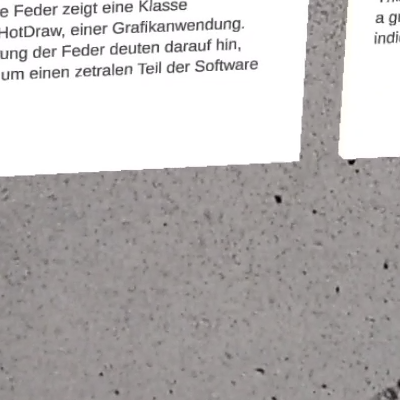 e Feder zeigt eine Klasse
HotDraw, einer Grafikanwendung.
ung der Feder deuten darauf hin,
um einen zetralen Teil der Software
a g
indi